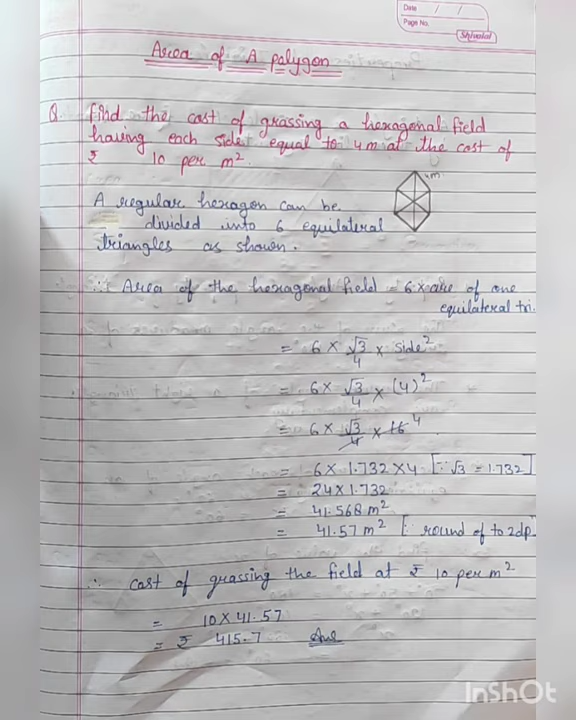 Date / /
Page No.
Shivalal
Area of A polygon
Q. Find the cost of grassing a hexagonal field
having each side equal to 4 m at the cost of
₹ 10 per m².
A regular hexagon can be
divided into 6 equilateral
triangles as shown.
∴ Area of the hexagonal field = 6 × are of one
equilateral tri.
= 6 × √3/4 × side²
= 6 × √3/4 × (4)²
= 6 × √3/4 × 16 4
= 6 × 1.732 × 4 [∵ √3 = 1.732]
= 24 × 1.732
= 41.568 m²
= 41.57 m² [∵ round of to 2dp]
∴ cost of grassing the field at ₹ 10 per m²
= 10 × 41.57
= ₹ 415.7 Ans
InshOt